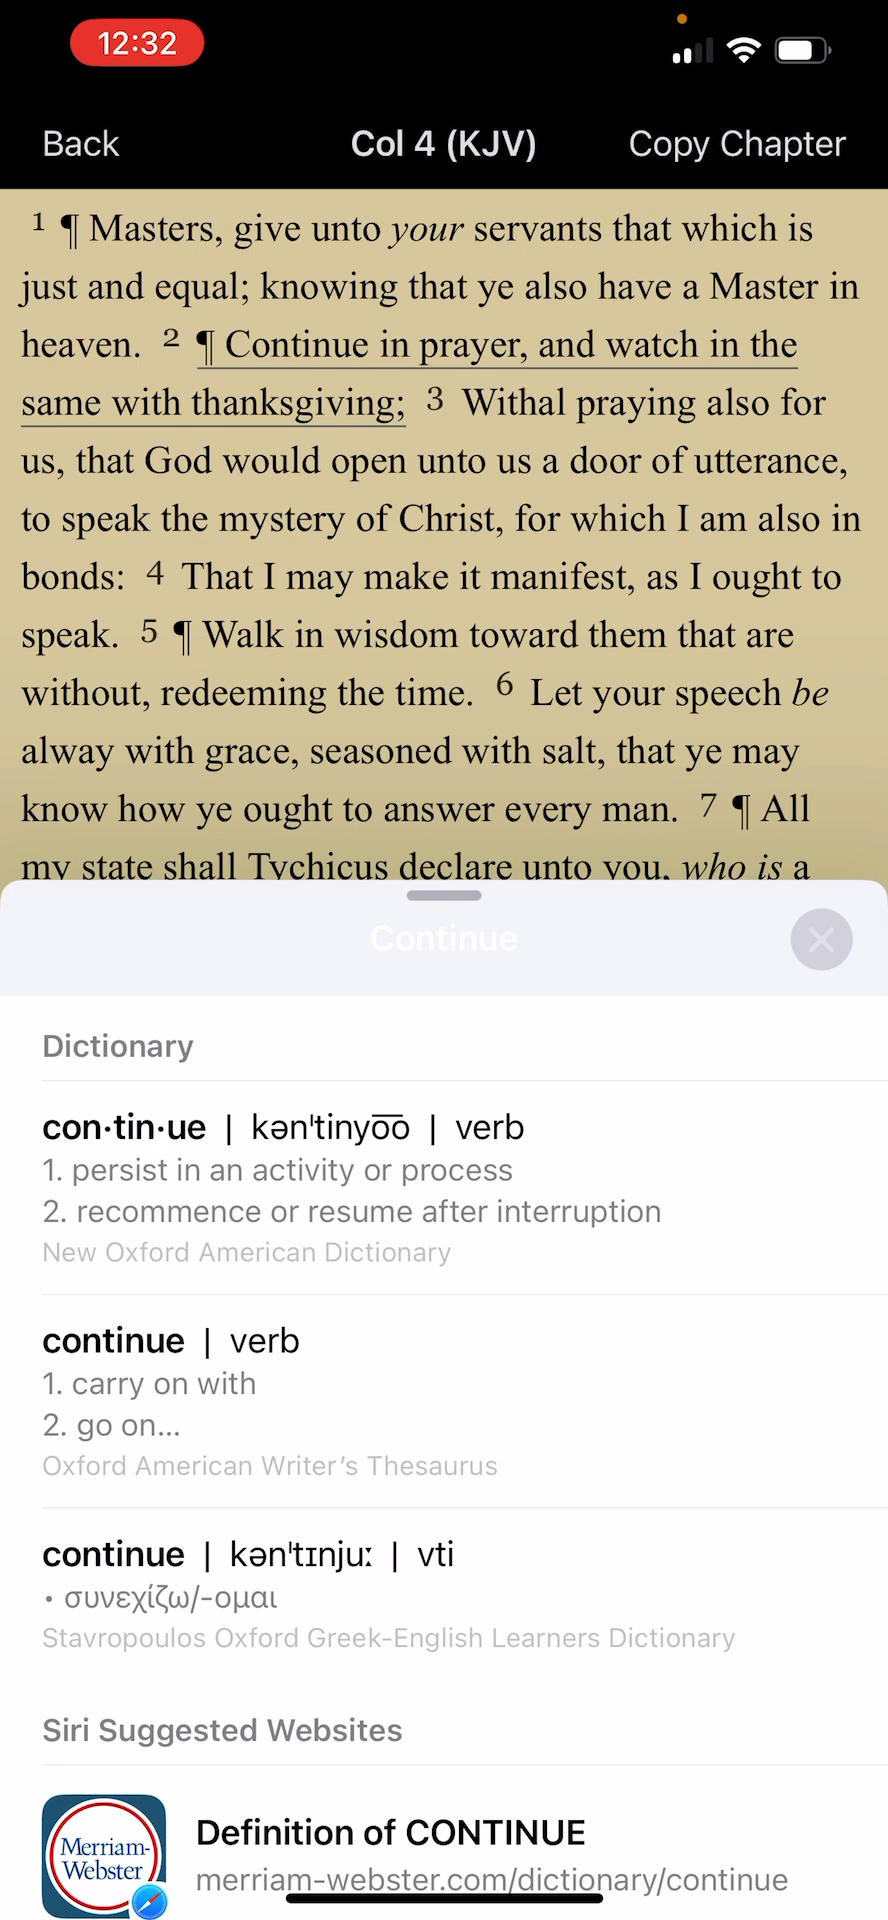 12:32
Back Col 4 (KJV) Copy Chapter
1 ¶ Masters, give unto your servants that which is
just and equal; knowing that ye also have a Master in
heaven. 2 ¶ Continue in prayer, and watch in the
same with thanksgiving; 3 Withal praying also for
us, that God would open unto us a door of utterance,
to speak the mystery of Christ, for which I am also in
bonds: 4 That I may make it manifest, as I ought to
speak. 5 ¶ Walk in wisdom toward them that are
without, redeeming the time. 6 Let your speech be
alway with grace, seasoned with salt, that ye may
know how ye ought to answer every man. 7 ¶ All
my state shall Tychicus declare unto you, who is a
Continue
Dictionary
con·tin·ue | kənˈtinyo͞o | verb
1. persist in an activity or process
2. recommence or resume after interruption
New Oxford American Dictionary
continue | verb
1. carry on with
2. go on...
Oxford American Writer's Thesaurus
continue | kənˈtɪnjuː | vti
• συνεχίζω/-ομαι
Stavropoulos Oxford Greek-English Learners Dictionary
Siri Suggested Websites
Merriam-
Webster
Definition of CONTINUE
merriam-webster.com/dictionary/continue